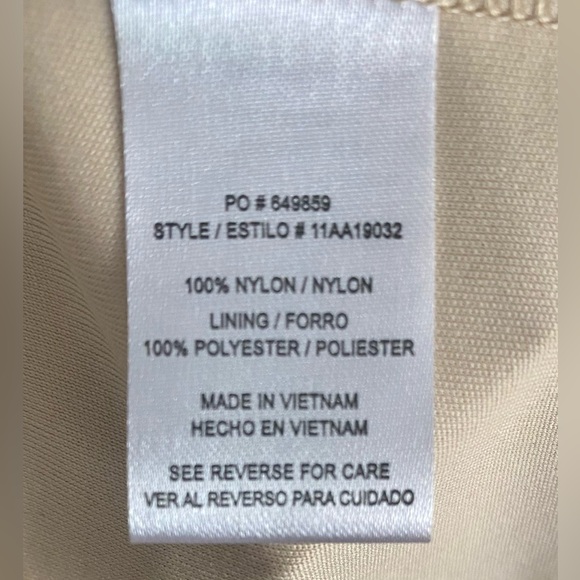 PO # 649859
STYLE / ESTILO # 11AA19032
100% NYLON / NYLON
LINING / FORRO
100% POLYESTER / POLIESTER
MADE IN VIETNAM
HECHO EN VIETNAM
SEE REVERSE FOR CARE
VER AL REVERSO PARA CUIDADO